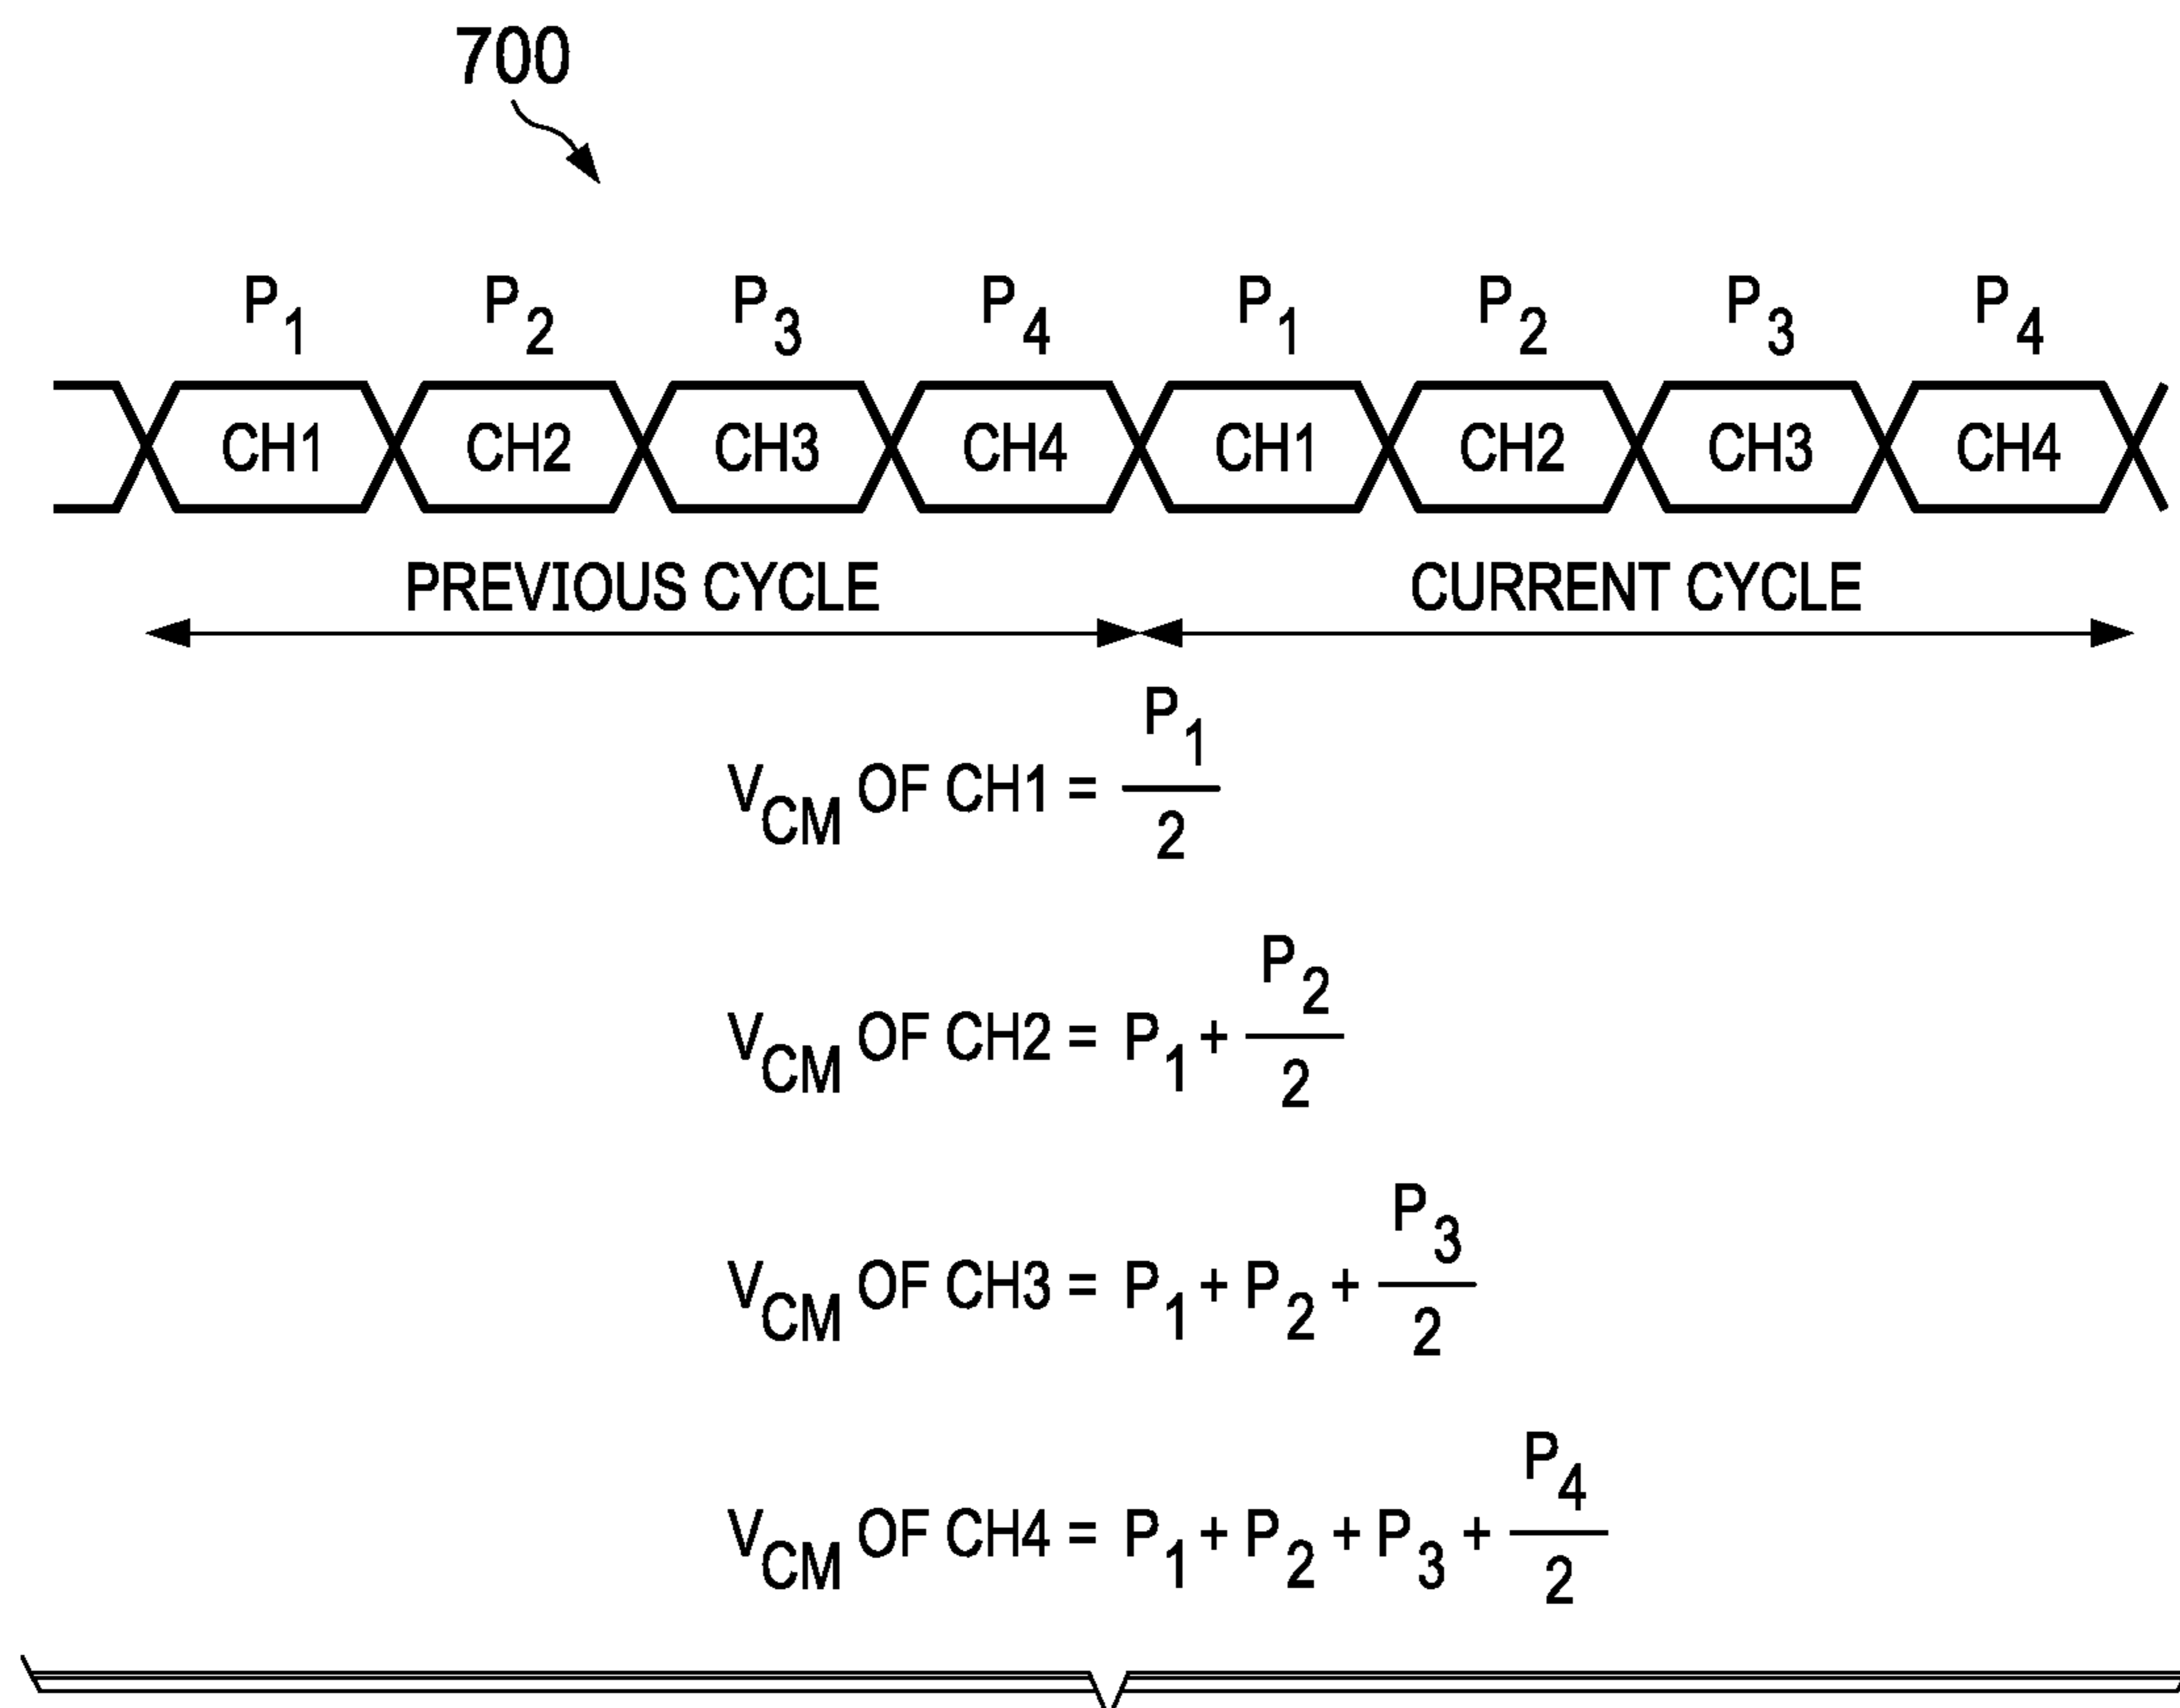 700
P1 P2 P3 P4 P1 P2 P3 P4
CH1 CH2 CH3 CH4 CH1 CH2 CH3 CH4
PREVIOUS CYCLE CURRENT CYCLE
VCM OF CH1 = P1/2
VCM OF CH2 = P1 + P2/2
VCM OF CH3 = P1 + P2 + P3/2
VCM OF CH4 = P1 + P2 + P3 + P4/2